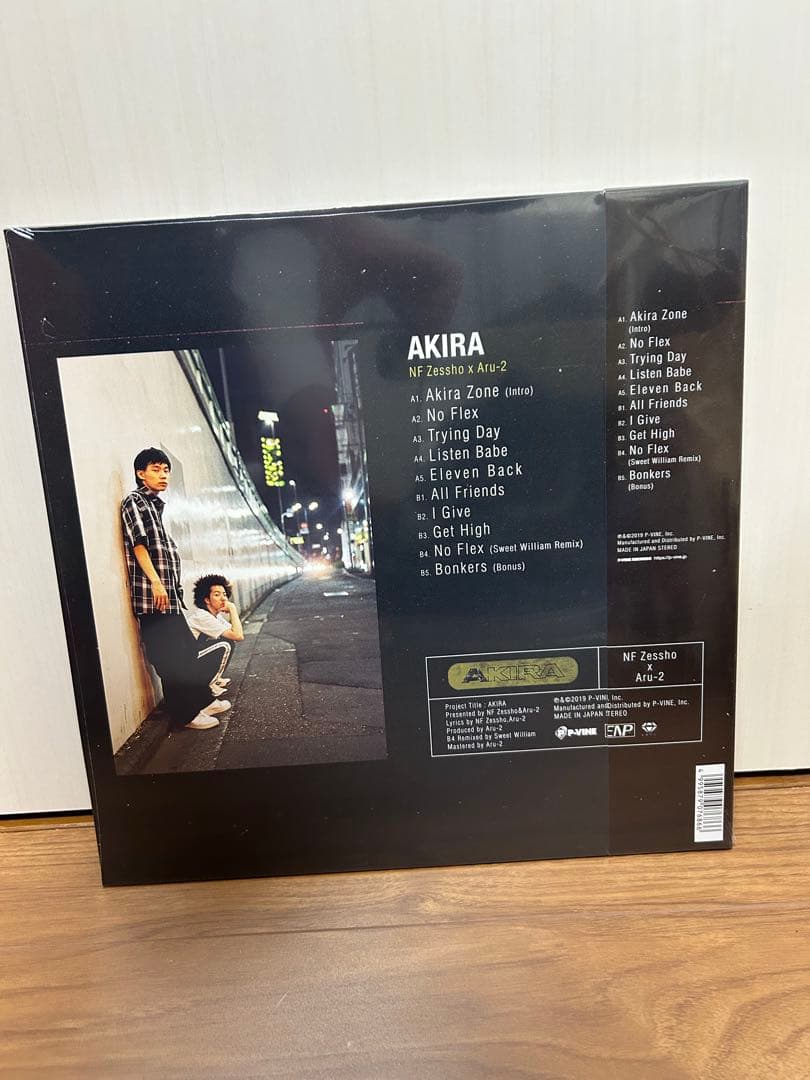 AKIRA
NF Zessho x Aru-2
A1. Akira Zone (Intro)
A2. No Flex
A3. Trying Day
A4. Listen Babe
A5. Eleven Back
B1. All Friends
B2. I Give
B3. Get High
B4. No Flex (Sweet William Remix)
B5. Bonkers (Bonus)
A1. Akira Zone
(Intro)
A2. No Flex
A3. Trying Day
A4. Listen Babe
A5. Eleven Back
B1. All Friends
B2. I Give
B3. Get High
B4. No Flex
(Sweet William Remix)
B5. Bonkers
(Bonus)
℗&©2019 P-VINE, Inc.
Manufactured and Distributed by P-VINE, Inc.
MADE IN JAPAN STEREO
P-VINE RECORDS https://p-vine.jp
AKIRA
NF Zessho
x
Aru-2
Project Title : AKIRA
Presented by NF Zessho&Aru-2
Lyrics by NF Zessho,Aru-2
Produced by Aru-2
B4 Remixed by Sweet William
Mastered by Aru-2
℗&©2019 P-VINE, Inc.
Manufactured and Distributed by P-VINE, Inc.
MADE IN JAPAN STEREO
P-VINE